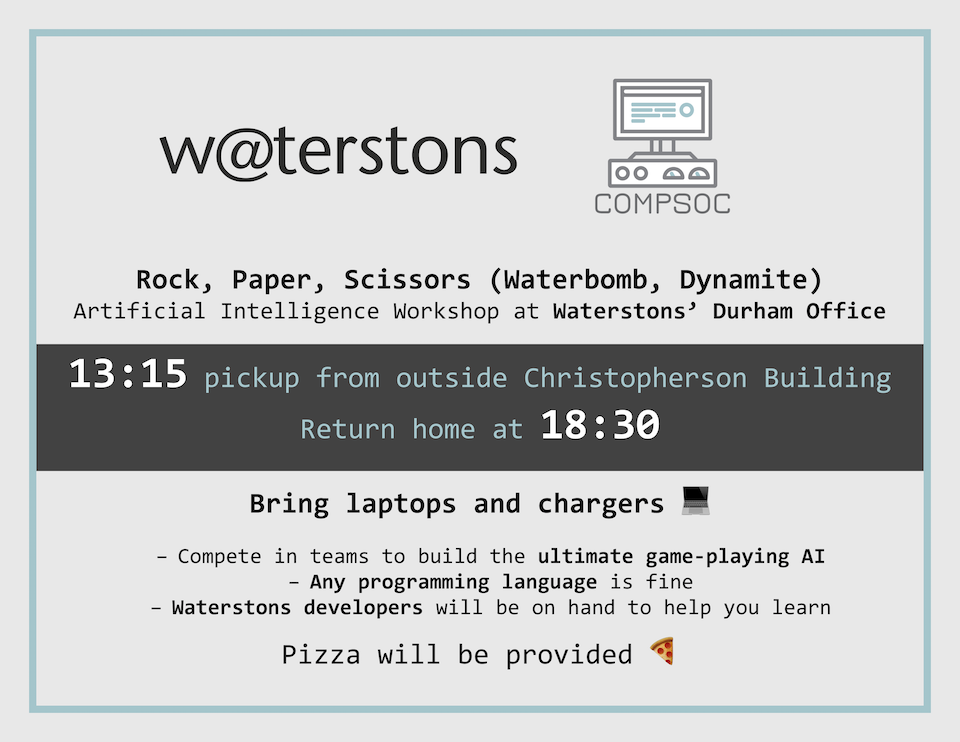 w@terstons
COMPSOC
Rock, Paper, Scissors (Waterbomb, Dynamite)
Artificial Intelligence Workshop at Waterstons’ Durham Office
13:15 pickup from outside Christopherson Building
Return home at 18:30
Bring laptops and chargers 💻
– Compete in teams to build the ultimate game-playing AI
– Any programming language is fine
– Waterstons developers will be on hand to help you learn
Pizza will be provided 🍕